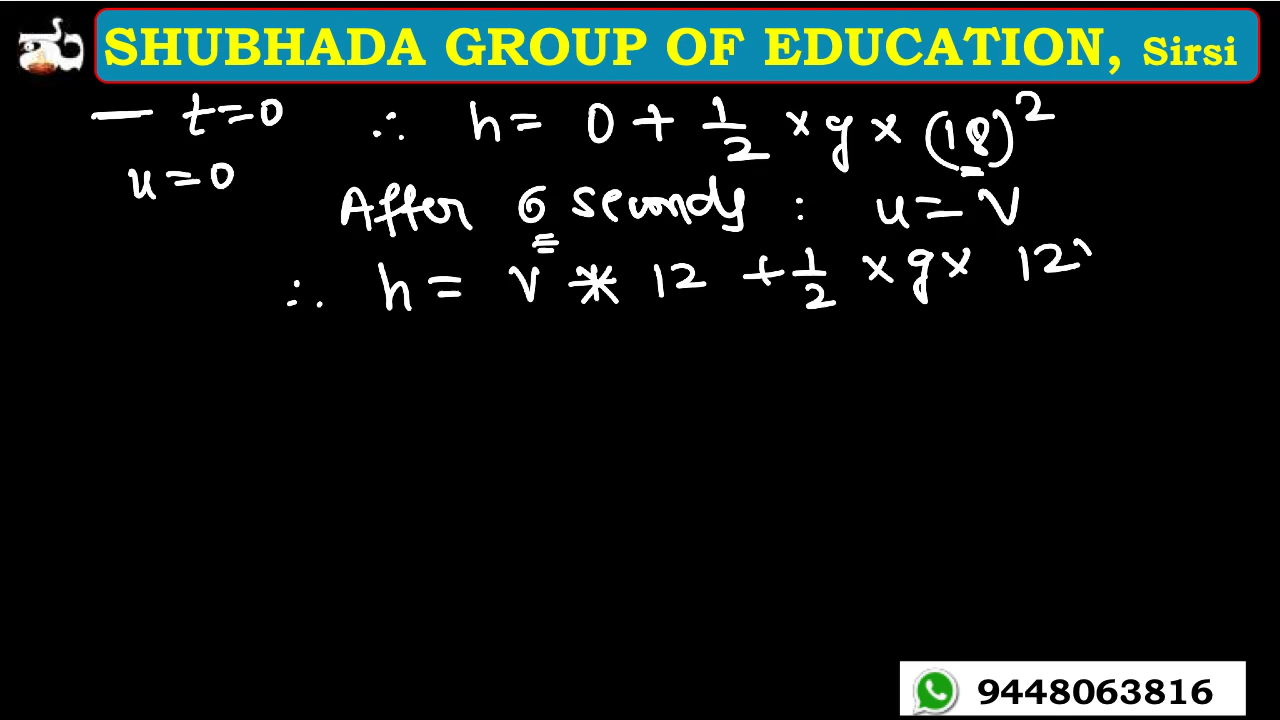 ಶು SHUBHADA GROUP OF EDUCATION, Sirsi
— t=0 ∴ h= 0 + 1/2 × g × (18)²
u=0
After 6 seconds : u= V
∴ h= v * 12 + 1/2 × g × 12²
9448063816